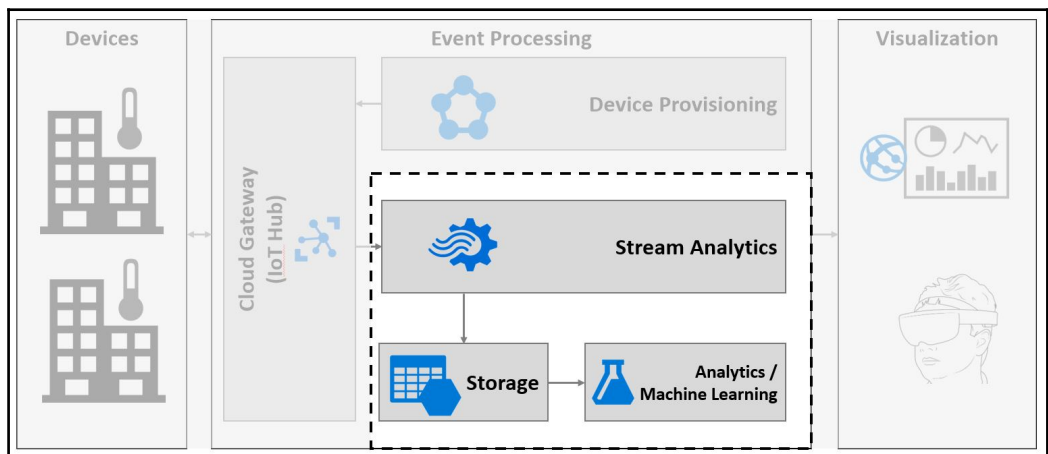 Devices
Event Processing
Visualization
Device Provisioning
Cloud Gateway
(IoT Hub)
Stream Analytics
Storage
Analytics /
Machine Learning